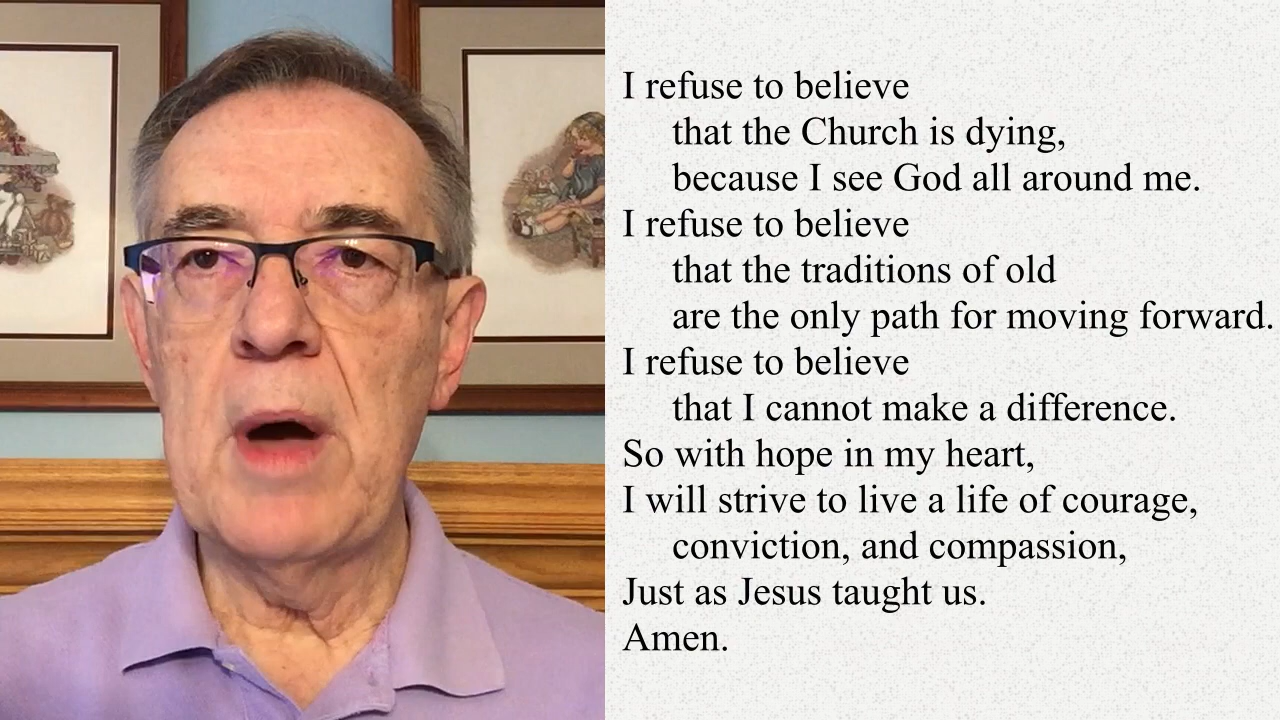 I refuse to believe
that the Church is dying,
because I see God all around me.
I refuse to believe
that the traditions of old
are the only path for moving forward.
I refuse to believe
that I cannot make a difference.
So with hope in my heart,
I will strive to live a life of courage,
conviction, and compassion,
Just as Jesus taught us.
Amen.